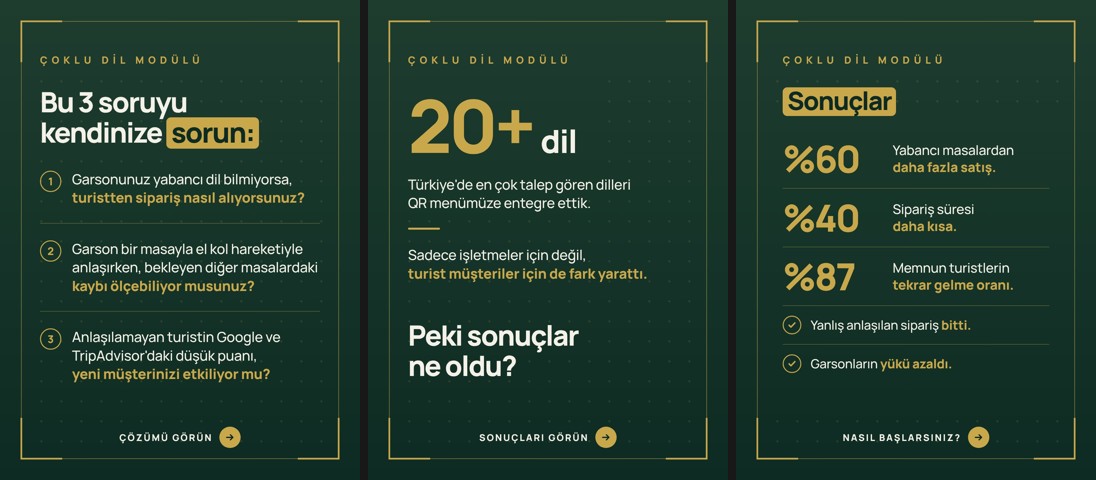 ÇOKLU DİL MODÜLÜ
Bu 3 soruyu
kendinize sorun:
1
Garsonunuz yabancı dil bilmiyorsa,
turistten sipariş nasıl alıyorsunuz?
2
Garson bir masayla el kol hareketiyle
anlaşırken, bekleyen diğer masalardaki
kaybı ölçebiliyor musunuz?
3
Anlaşılamayan turistin Google ve
TripAdvisor'daki düşük puanı,
yeni müşterinizi etkiliyor mu?
ÇÖZÜMÜ GÖRÜN
ÇOKLU DİL MODÜLÜ
20+ dil
Türkiye'de en çok talep gören dilleri
QR menümüze entegre ettik.
Sadece işletmeler için değil,
turist müşteriler için de fark yarattı.
Peki sonuçlar
ne oldu?
SONUÇLARI GÖRÜN
ÇOKLU DİL MODÜLÜ
Sonuçlar
%60
Yabancı masalardan
daha fazla satış.
%40
Sipariş süresi
daha kısa.
%87
Memnun turistlerin
tekrar gelme oranı.
Yanlış anlaşılan sipariş bitti.
Garsonların yükü azaldı.
NASIL BAŞLARSINIZ?